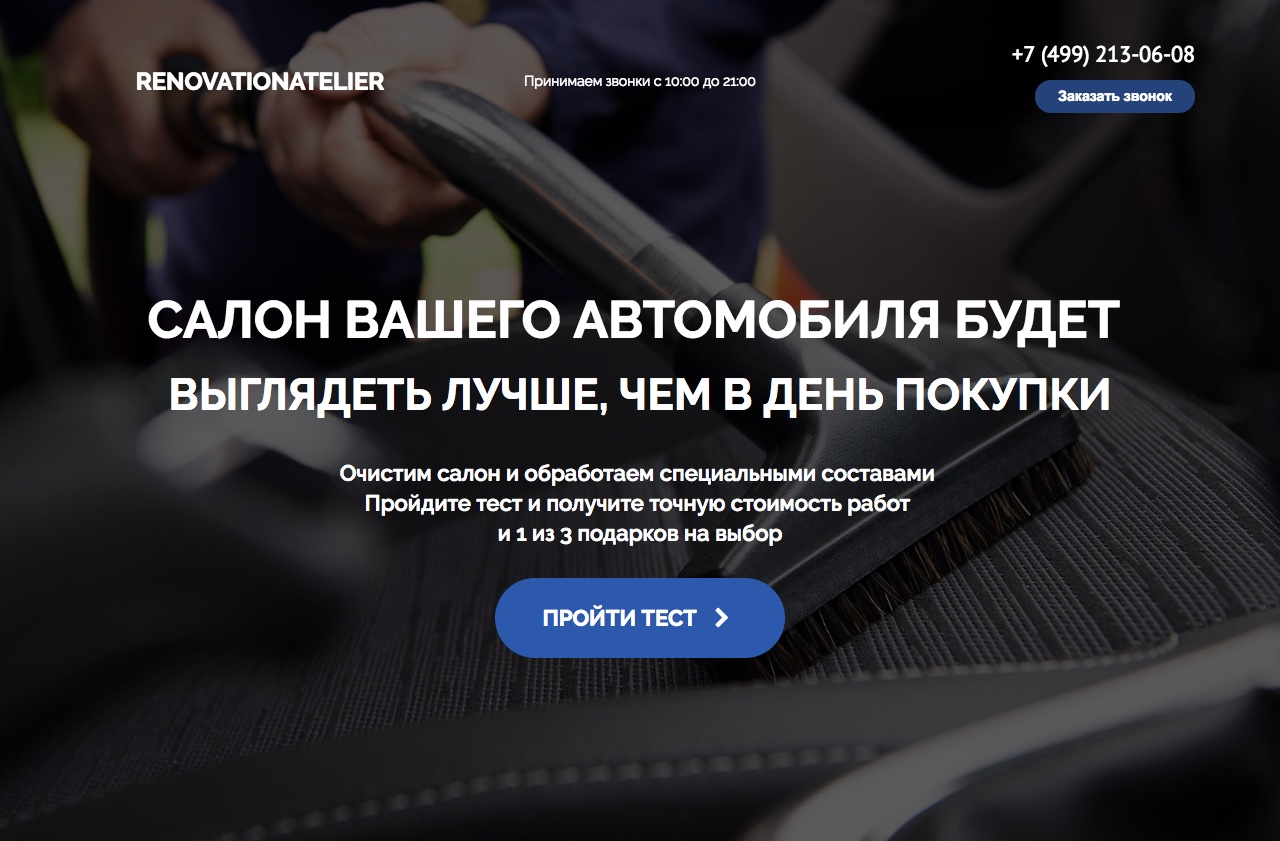 RENOVATIONATELIER
Принимаем звонки с 10:00 до 21:00
+7 (499) 213-06-08
Заказать звонок
САЛОН ВАШЕГО АВТОМОБИЛЯ БУДЕТ
ВЫГЛЯДЕТЬ ЛУЧШЕ, ЧЕМ В ДЕНЬ ПОКУПКИ
Очистим салон и обработаем специальными составами
Пройдите тест и получите точную стоимость работ
и 1 из 3 подарков на выбор
ПРОЙТИ ТЕСТ